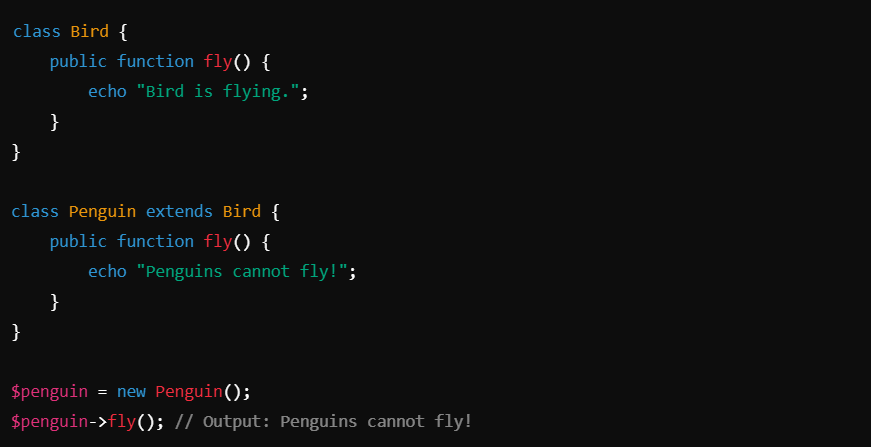 class Bird {
    public function fly() {
        echo "Bird is flying.";
    }
}

class Penguin extends Bird {
    public function fly() {
        echo "Penguins cannot fly!";
    }
}

$penguin = new Penguin();
$penguin->fly(); // Output: Penguins cannot fly!